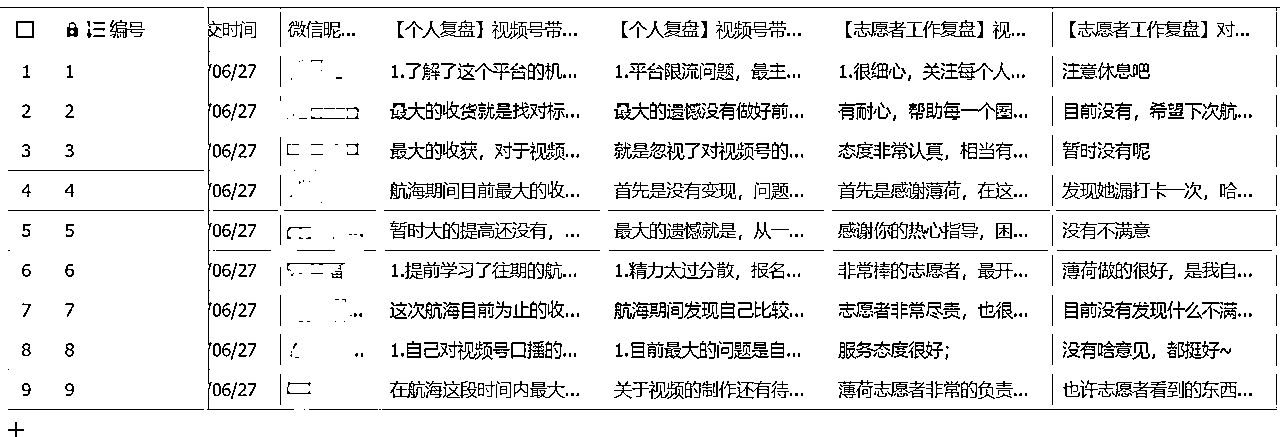 编号 交时间 微信昵... 【个人复盘】视频号带... 【个人复盘】视频号带... 【志愿者工作复盘】视... 【志愿者工作复盘】对...
1 1 /06/27 1.了解了这个平台的机... 1.平台限流问题，最主... 1.很细心，关注每个人... 注意休息吧
2 2 /06/27 最大的收货就是找对标... 最大的遗憾没有做好前... 有耐心，帮助每一个圈... 目前没有，希望下次航...
3 3 /06/27 最大的收获，对于视频... 就是忽视了对视频号的... 态度非常认真，相当有... 暂时没有呢
4 4 /06/27 航海期间目前最大的收... 首先是没有变现，问题... 首先是感谢薄荷，在这... 发现她漏打卡一次，哈...
5 5 /06/27 暂时大的提高还没有，... 最大的遗憾就是，从一... 感谢你的热心指导，困... 没有不满意
6 6 /06/27 1.提前学习了往期的航... 1.精力太过分散，报名... 非常棒的志愿者，最开... 薄荷做的很好，是我自...
7 7 /06/27 这次航海目前为止的收... 航海期间发现自己比较... 志愿者非常尽责，也很... 目前没有发现什么不满...
8 8 /06/27 1.自己对视频号口播的... 1.目前最大的问题是自... 服务态度很好； 没有啥意见，都挺好~
9 9 /06/27 在航海这段时间内最大... 关于视频的制作还有待... 薄荷志愿者非常的负责... 也许志愿者看到的东西...